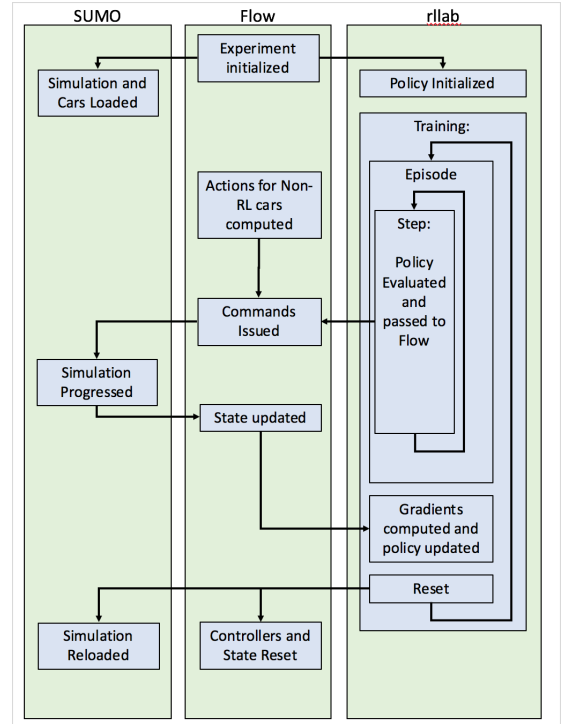 SUMO
Flow
rllab
Experiment
initialized
Simulation and
Cars Loaded
Policy Initialized
Training:
Episode
Actions for Non-
RL cars
computed
Step:
Policy
Evaluated
and
passed to
Flow
Commands
Issued
Simulation
Progressed
State updated
Gradients
computed and
policy updated
Reset
Simulation
Reloaded
Controllers and
State Reset